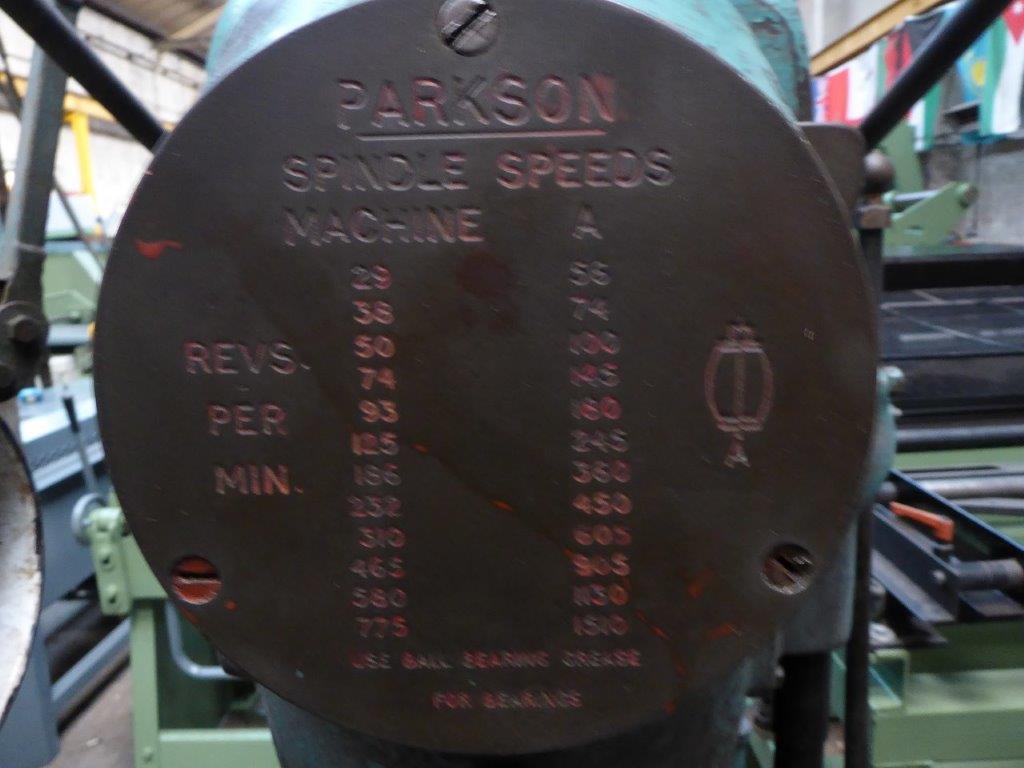 PARKSON
SPINDLE SPEEDS
MACHINE A
29 56
38 74
REVS. 50 100
74 145
93 180
PER 125 245
MIN. 186 360
232 450
310 605
465 905
580 1130
775 1510
A
USE BALL BEARING GREASE
FOR BEARINGS